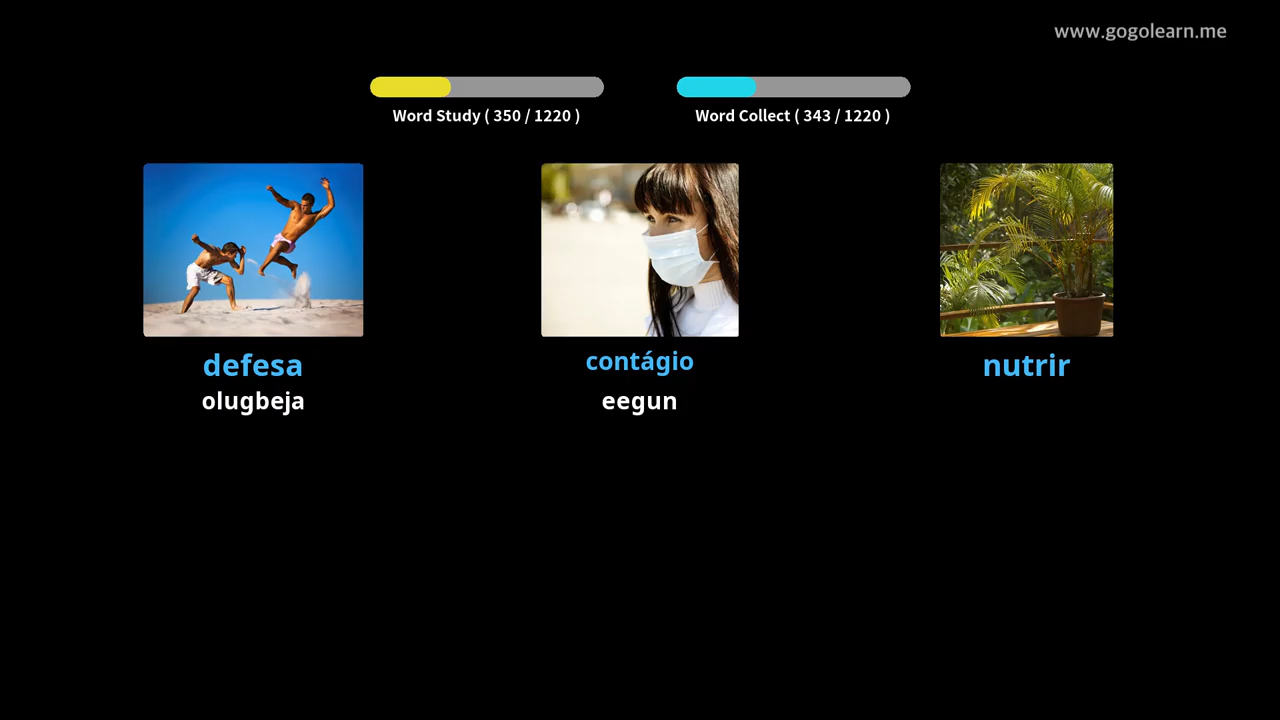 www.gogolearn.me
Word Study ( 350 / 1220 )
Word Collect ( 343 / 1220 )
defesa
olugbeja
contágio
eegun
nutrir